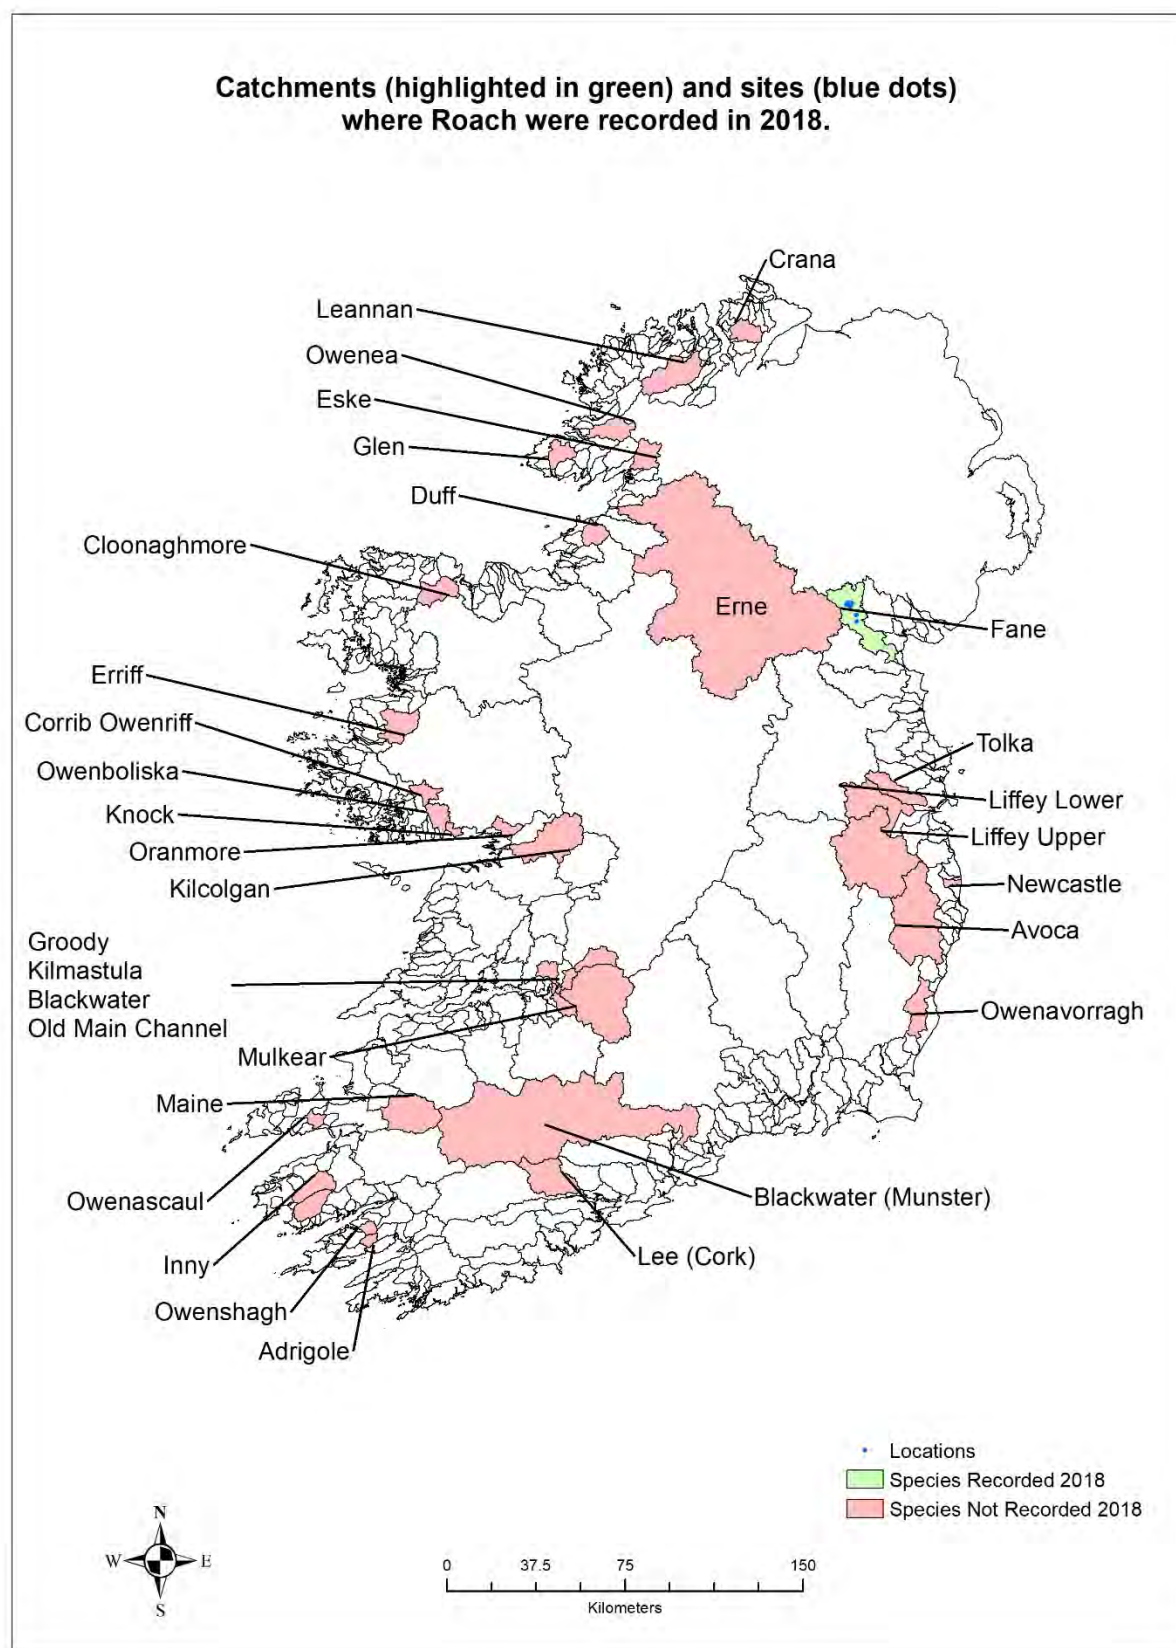 Catchments (highlighted in green) and sites (blue dots)
where Roach were recorded in 2018.
Crana
Leannan
Owenea
Eske
Glen
Duff
Cloonaghmore
Erne
Fane
Erriff
Corrib Owenriff
Owenboliska
Knock
Oranmore
Kilcolgan
Tolka
Liffey Lower
Liffey Upper
Newcastle
Avoca
Owenavorragh
Groody
Kilmastula
Blackwater
Old Main Channel
Mulkear
Maine
Owenascaul
Inny
Owenshagh
Adrigole
Blackwater (Munster)
Lee (Cork)
Locations
Species Recorded 2018
Species Not Recorded 2018
N
W E
S
0 37.5 75 150
Kilometers